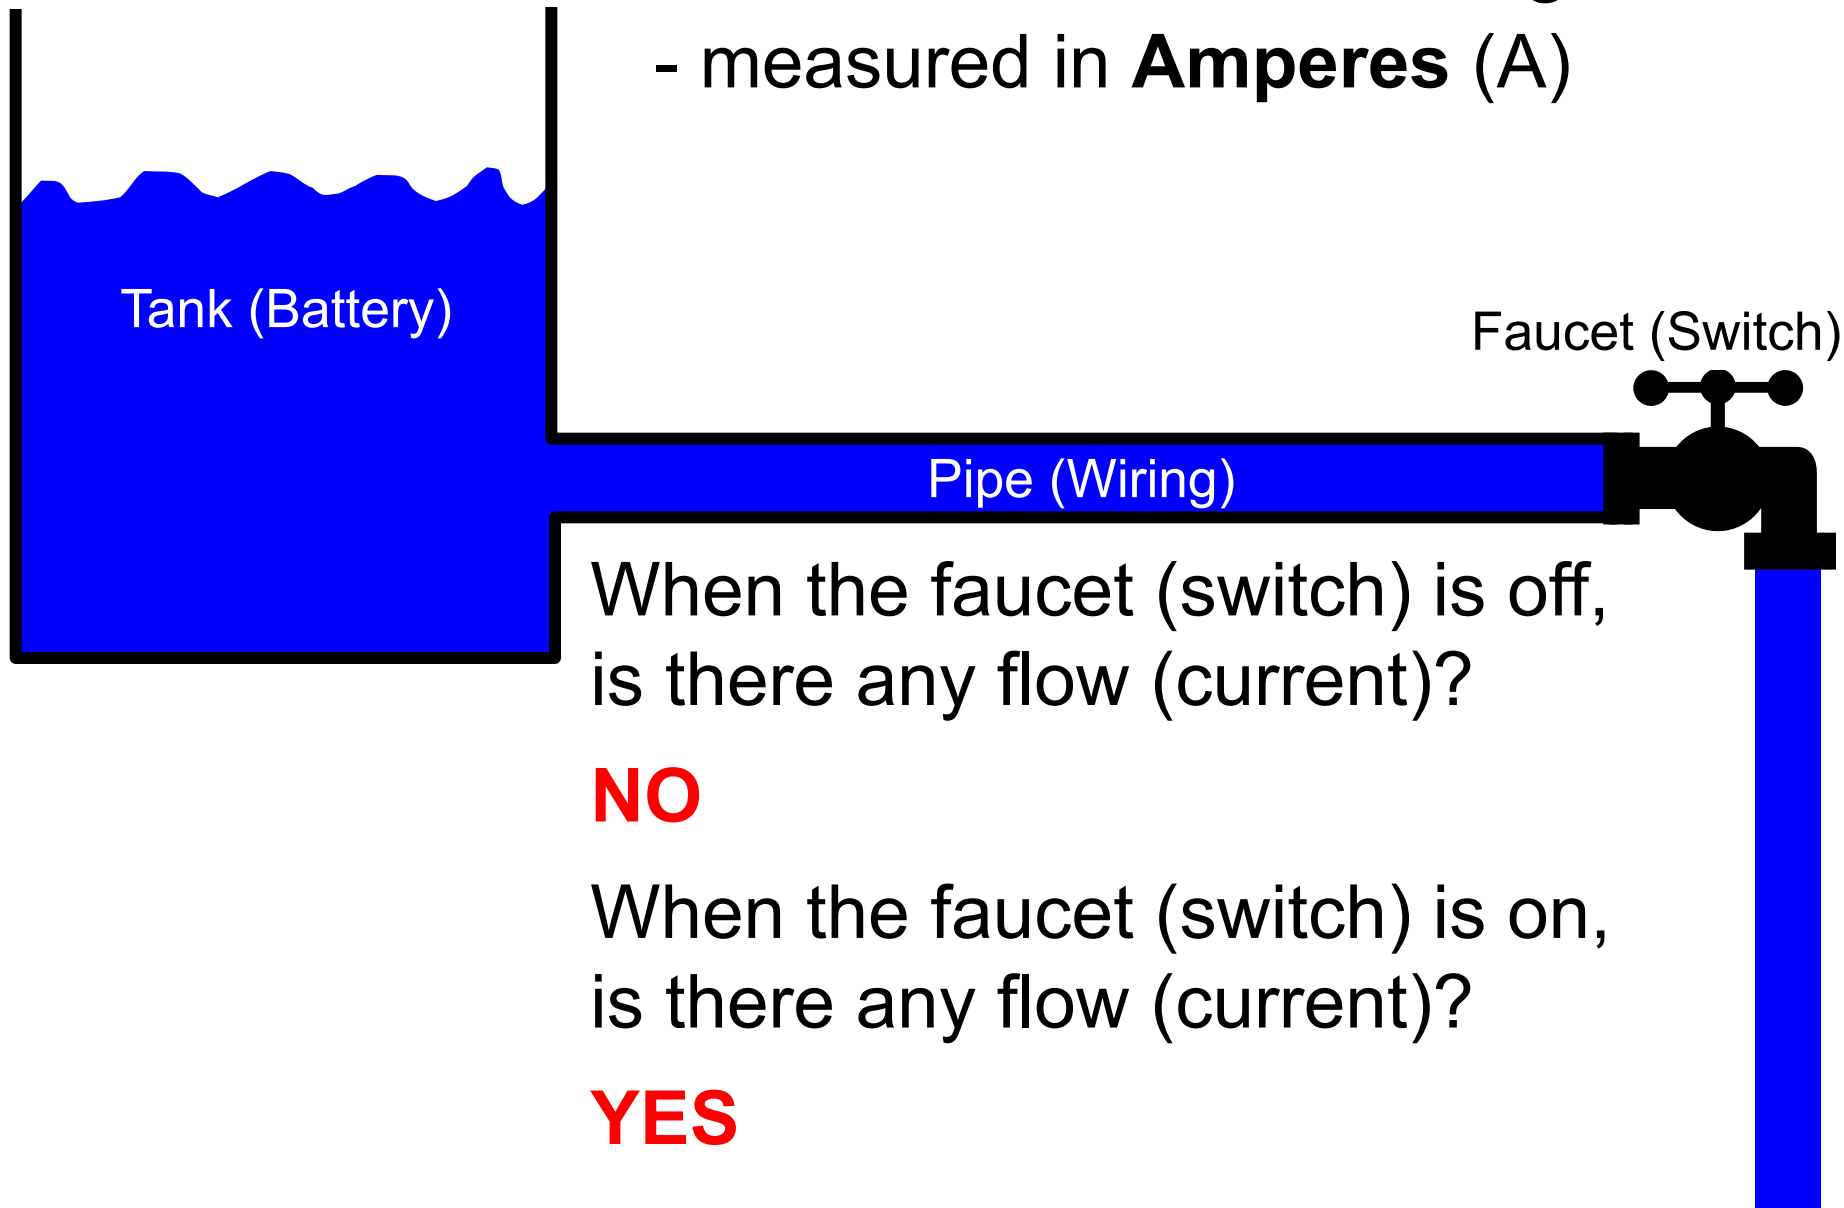 - measured in Amperes (A)
Tank (Battery)
Faucet (Switch)
Pipe (Wiring)
When the faucet (switch) is off,
is there any flow (current)?
NO
When the faucet (switch) is on,
is there any flow (current)?
YES